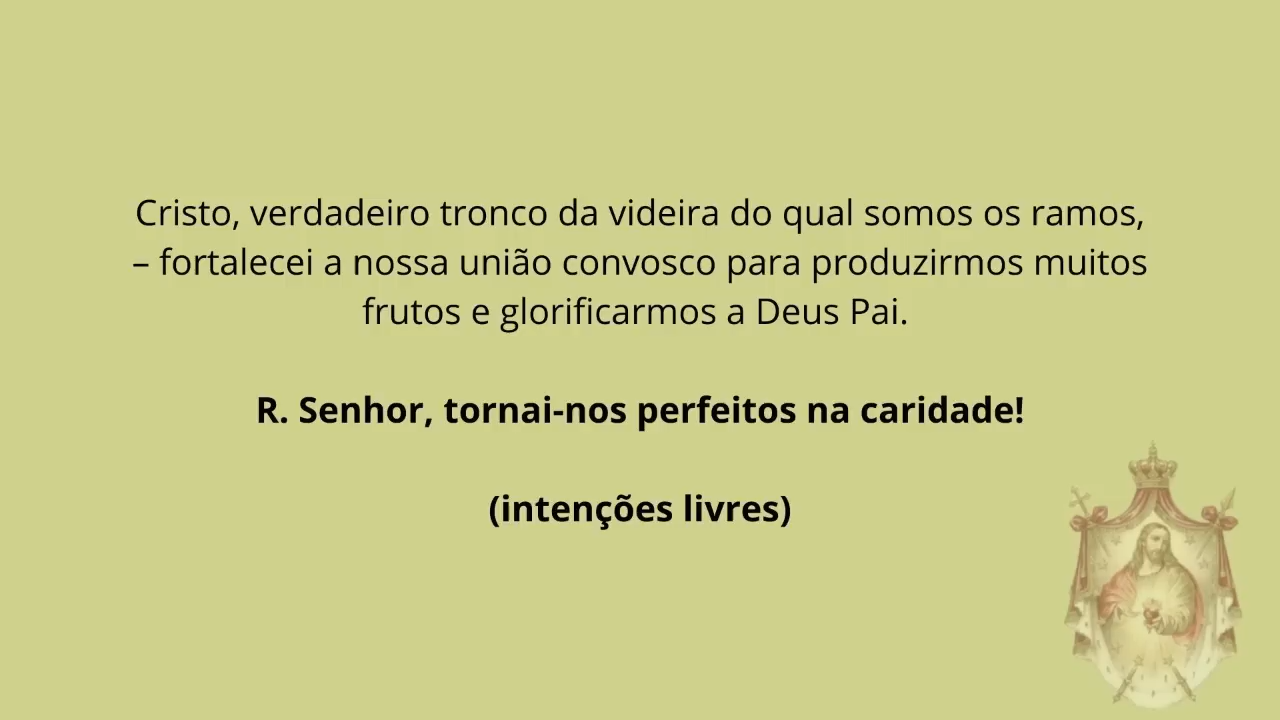 Cristo, verdadeiro tronco da videira do qual somos os ramos,
– fortalecei a nossa união convosco para produzirmos muitos
frutos e glorificarmos a Deus Pai.
R. Senhor, tornai-nos perfeitos na caridade!
(intenções livres)